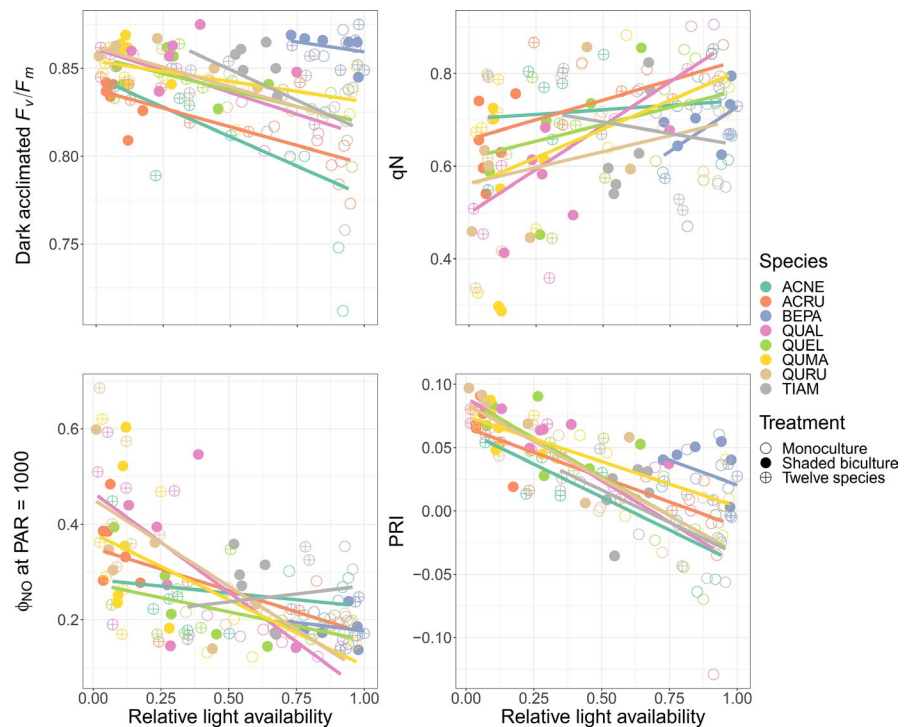 Dark acclimated Fv/Fm
0.85
0.80
0.75
qN
0.8
0.6
0.4
ϕNO at PAR = 1000
0.6
0.4
0.2
0.00 0.25 0.50 0.75 1.00
Relative light availability
PRI
0.10
0.05
0.00
−0.05
−0.10
0.00 0.25 0.50 0.75 1.00
Relative light availability
Species
ACNE
ACRU
BEPA
QUAL
QUEL
QUMA
QURU
TIAM
Treatment
Monoculture
Shaded biculture
Twelve species